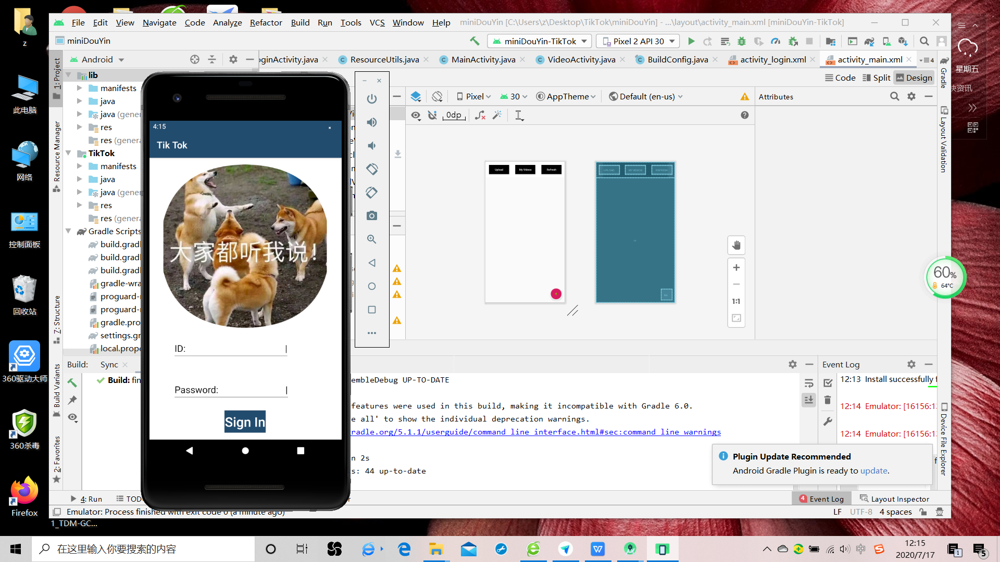 File Edit View Navigate Code Analyze Refactor Build Run Tools VCS Window Help miniDouYin [C:\Users\z\Desktop\TikTok\miniDouYin] - ...\layout\activity_main.xml [miniDouYin-TikTok]
miniDouYin
miniDouYin-TikTok
Pixel 2 API 30
Android
oginActivity.java
ResourceUtils.java
MainActivity.java
VideoActivity.java
BuildConfig.java
activity_login.xml
activity_main.xml
4
Code
Split
Design
1: Project
Resource Manager
Z: Structure
Build Variants
2: Favorites
lib
manifests
java
java (gener
res
res (genera
TikTok
manifests
java
java (gener
res
res (genera
Gradle Scripts
build.grad
build.grad
build.grad
gradle-wra
proguard-
proguard-
gradle.pro
settings.gr
local.prope
4:15
Tik Tok
大家都听我说!
ID:
Password:
Sign In
Pixel
30
AppTheme
Default (en-us)
0dp
Attributes
Upload
My Videos
Refresh
UPLOAD
MY VIDEOS
REFRESH
1:1
Gradle
Layout Validation
Device File Explorer
Build:
Sync
Build: fin
embleDebug UP-TO-DATE
features were used in this build, making it incompatible with Gradle 6.0.
e all' to show the individual deprecation warnings.
radle.org/5.1.1/userguide/command_line_interface.html#sec:command_line_warnings
n 2s
s: 44 up-to-date
Event Log
12:13 Install successfully f
12:14 Emulator: [16156:1
12:14 Emulator: [16156:1
Plugin Update Recommended
Android Gradle Plugin is ready to update.
4: Run
TOD
4 Event Log
Layout Inspector
Emulator: Process finished with exit code 0 (a minute ago)
LF UTF-8 4 spaces
z
此电脑
网络
控制面板
回收站
360驱动大师
360杀毒
Firefox
1_TDM-GC...
星期五
快资讯
60%
64°C
在这里输入你要搜索的内容
中
12:15
2020/7/17
1
5